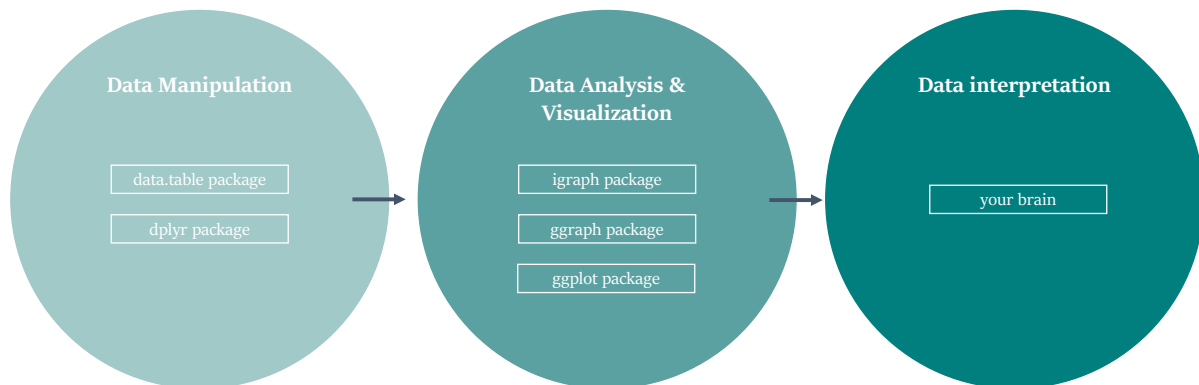 Data Manipulation
data.table package
dplyr package
Data Analysis &
Visualization
igraph package
ggraph package
ggplot package
Data interpretation
your brain